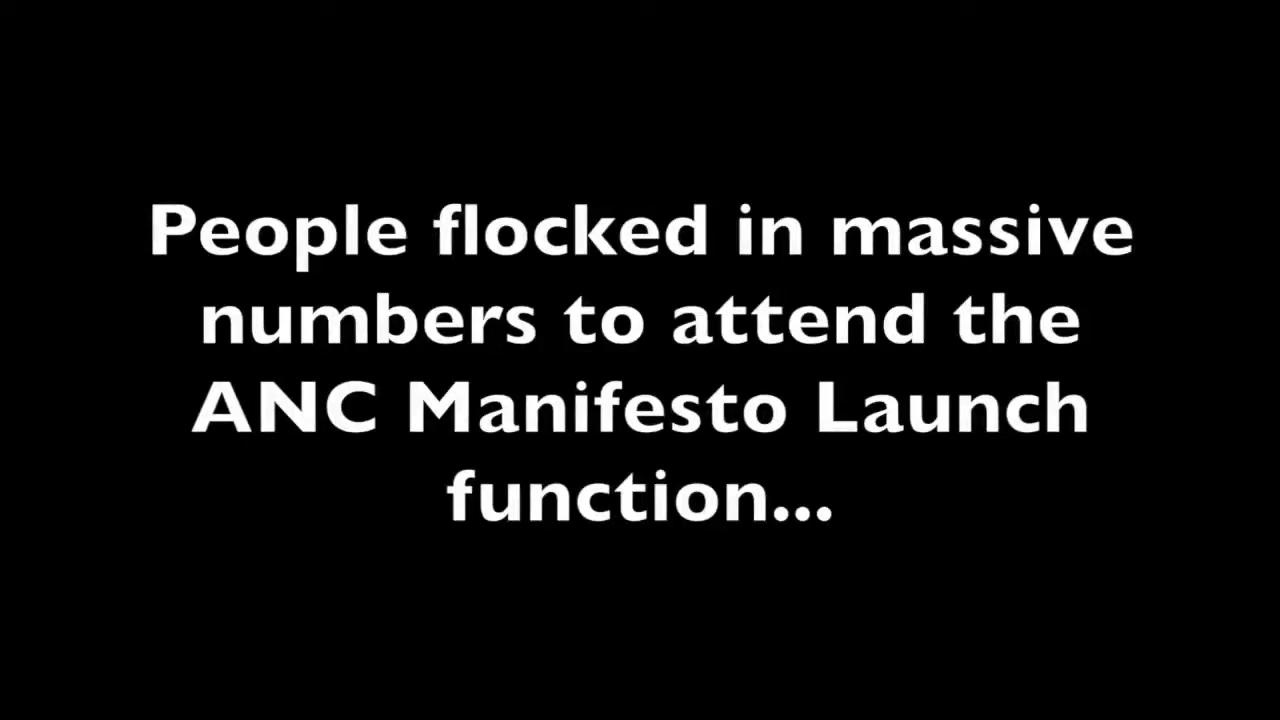 People flocked in massive
numbers to attend the
ANC Manifesto Launch
function...